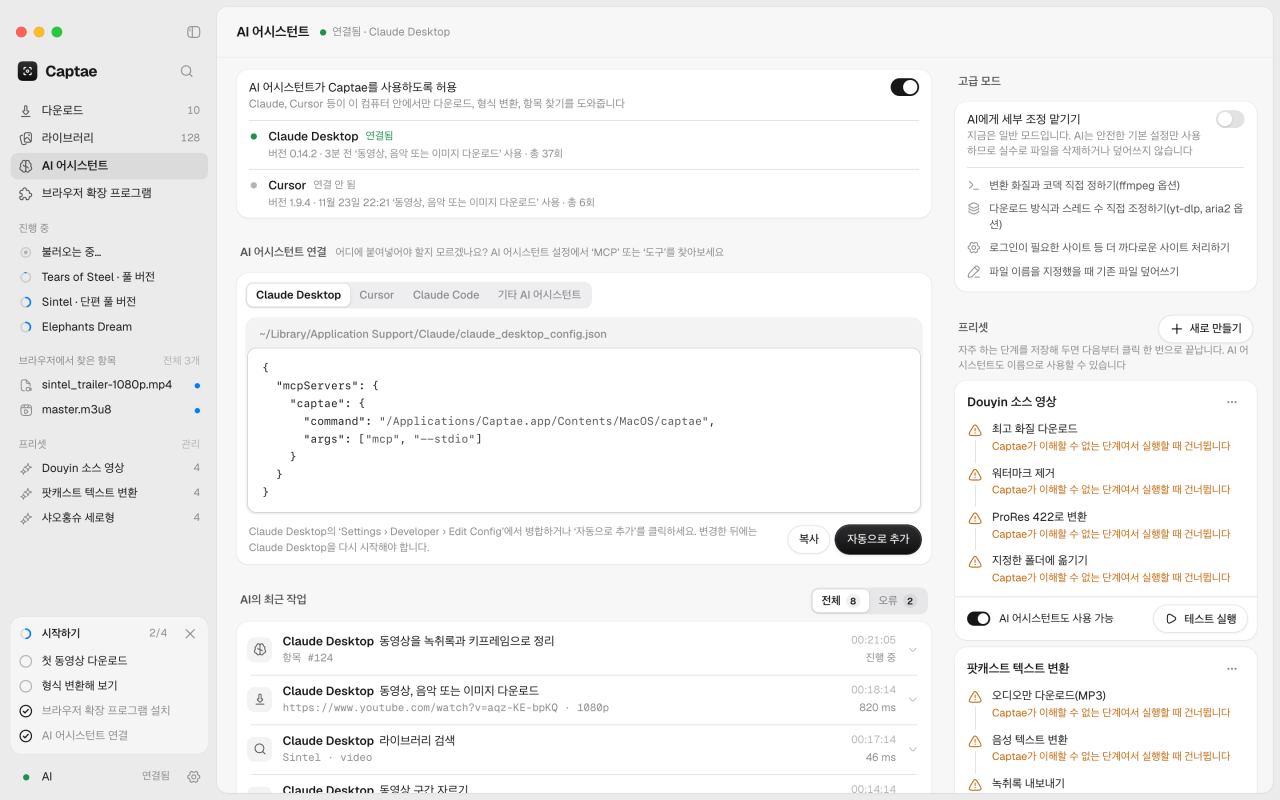 Captae
다운로드 10
라이브러리 128
AI 어시스턴트
브라우저 확장 프로그램
진행 중
불러오는 중...
Tears of Steel · 풀 버전
Sintel · 단편 풀 버전
Elephants Dream
브라우저에서 찾은 항목 전체 3개
sintel_trailer-1080p.mp4
master.m3u8
프리셋 관리
Douyin 소스 영상 4
팟캐스트 텍스트 변환 4
샤오홍슈 세로형 4
시작하기 2/4
첫 동영상 다운로드
형식 변환해 보기
브라우저 확장 프로그램 설치
AI 어시스턴트 연결
AI 연결됨
AI 어시스턴트 연결됨 · Claude Desktop
AI 어시스턴트가 Captae를 사용하도록 허용
Claude, Cursor 등이 이 컴퓨터 안에서만 다운로드, 형식 변환, 항목 찾기를 도와줍니다
Claude Desktop 연결됨
버전 0.14.2 · 3분 전 ‘동영상, 음악 또는 이미지 다운로드’ 사용 · 총 37회
Cursor 연결 안 됨
버전 1.9.4 · 11월 23일 22:21 ‘동영상, 음악 또는 이미지 다운로드’ 사용 · 총 6회
AI 어시스턴트 연결 어디에 붙여넣어야 할지 모르겠나요? AI 어시스턴트 설정에서 ‘MCP’ 또는 ‘도구’를 찾아보세요
Claude Desktop Cursor Claude Code 기타 AI 어시스턴트
~/Library/Application Support/Claude/claude_desktop_config.json
{
"mcpServers": {
"captae": {
"command": "/Applications/Captae.app/Contents/MacOS/captae",
"args": ["mcp", "--stdio"]
}
}
}
Claude Desktop의 ‘Settings › Developer › Edit Config’에서 병합하거나 ‘자동으로 추가’를 클릭하세요. 변경한 뒤에는
Claude Desktop을 다시 시작해야 합니다.
복사 자동으로 추가
AI의 최근 작업 전체 8 오류 2
Claude Desktop 동영상을 녹취록과 키프레임으로 정리 00:21:05
항목 #124 진행 중
Claude Desktop 동영상, 음악 또는 이미지 다운로드 00:18:14
https://www.youtube.com/watch?v=aqz-KE-bpKQ · 1080p 820 ms
Claude Desktop 라이브러리 검색 00:17:14
Sintel · video 46 ms
Claude Desktop 동영상 구간 자르기 00:14:14
고급 모드
AI에게 세부 조정 맡기기
지금은 일반 모드입니다. AI는 안전한 기본 설정만 사용
하므로 실수로 파일을 삭제하거나 덮어쓰지 않습니다
변환 화질과 코덱 직접 정하기(ffmpeg 옵션)
다운로드 방식과 스레드 수 직접 조정하기(yt-dlp, aria2 옵
션)
로그인이 필요한 사이트 등 더 까다로운 사이트 처리하기
파일 이름을 지정했을 때 기존 파일 덮어쓰기
프리셋 새로 만들기
자주 하는 단계를 저장해 두면 다음부터 클릭 한 번으로 끝납니다. AI 어
시스턴트도 이름으로 사용할 수 있습니다
Douyin 소스 영상
최고 화질 다운로드
Captae가 이해할 수 없는 단계여서 실행할 때 건너뜁니다
워터마크 제거
Captae가 이해할 수 없는 단계여서 실행할 때 건너뜁니다
ProRes 422로 변환
Captae가 이해할 수 없는 단계여서 실행할 때 건너뜁니다
지정한 폴더에 옮기기
Captae가 이해할 수 없는 단계여서 실행할 때 건너뜁니다
AI 어시스턴트도 사용 가능 테스트 실행
팟캐스트 텍스트 변환
오디오만 다운로드(MP3)
Captae가 이해할 수 없는 단계여서 실행할 때 건너뜁니다
음성 텍스트 변환
Captae가 이해할 수 없는 단계여서 실행할 때 건너뜁니다
녹취록 내보내기